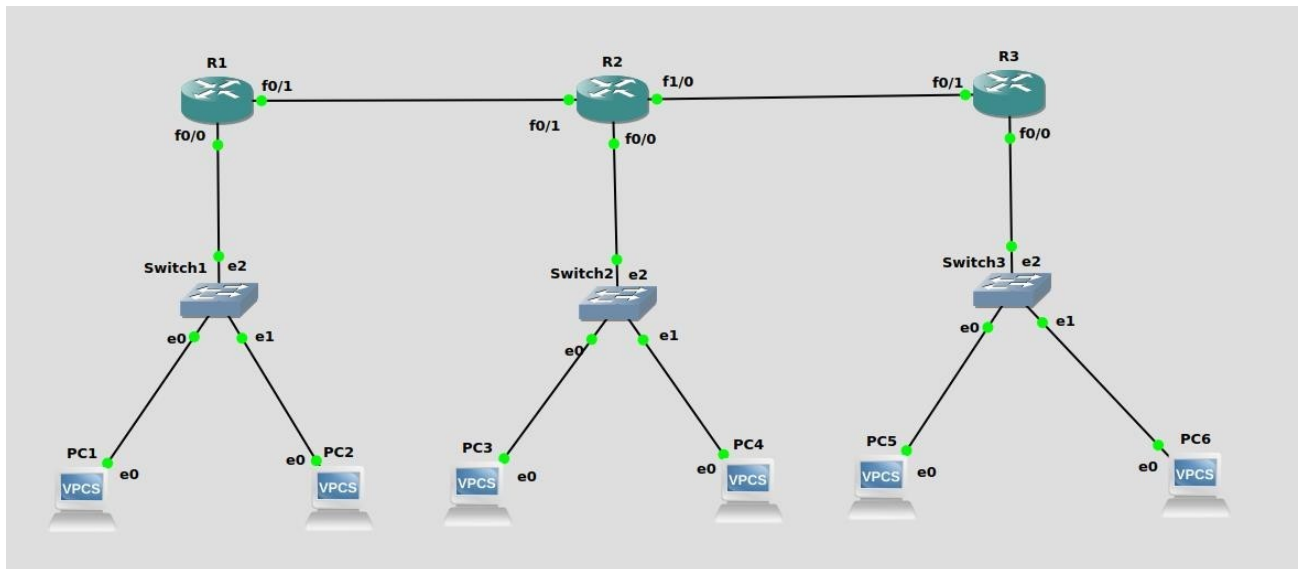 R1
R2
R3
f0/1
f1/0
f0/1
f0/1
f0/0
f0/0
f0/0
Switch1
e2
Switch2
e2
Switch3
e2
e0
e1
e0
e1
e0
e1
PC1
PC2
PC3
PC4
PC5
PC6
e0
e0
e0
e0
e0
e0
VPCS
VPCS
VPCS
VPCS
VPCS
VPCS